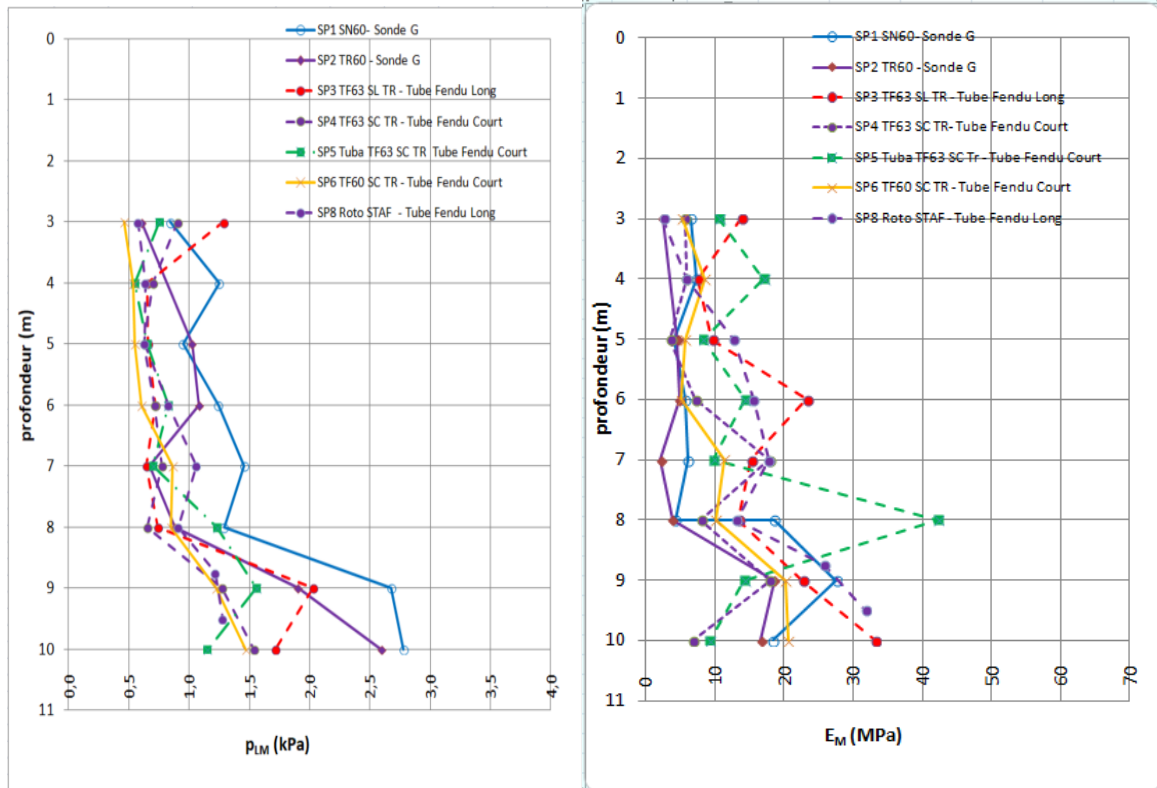 SP1 SN60- Sonde G
SP2 TR60 - Sonde G
SP3 TF63 SL TR - Tube Fendu Long
SP4 TF63 SC TR - Tube Fendu Court
SP5 Tuba TF63 SC TR Tube Fendu Court
SP6 TF60 SC TR - Tube Fendu Court
SP8 Roto STAF - Tube Fendu Long
0
1
2
3
4
5
6
7
8
9
10
11
profondeur (m)
0,0
0,5
1,0
1,5
2,0
2,5
3,0
3,5
4,0
pLM (kPa)
SP1 SN60- Sonde G
SP2 TR60 - Sonde G
SP3 TF63 SL TR - Tube Fendu Long
SP4 TF63 SC TR- Tube Fendu Court
SP5 Tuba TF63 SC Tr - Tube Fendu Court
SP6 TF60 SC TR - Tube Fendu Court
SP8 Roto STAF - Tube Fendu Long
0
1
2
3
4
5
6
7
8
9
10
11
profondeur (m)
0
10
20
30
40
50
60
70
EM (MPa)